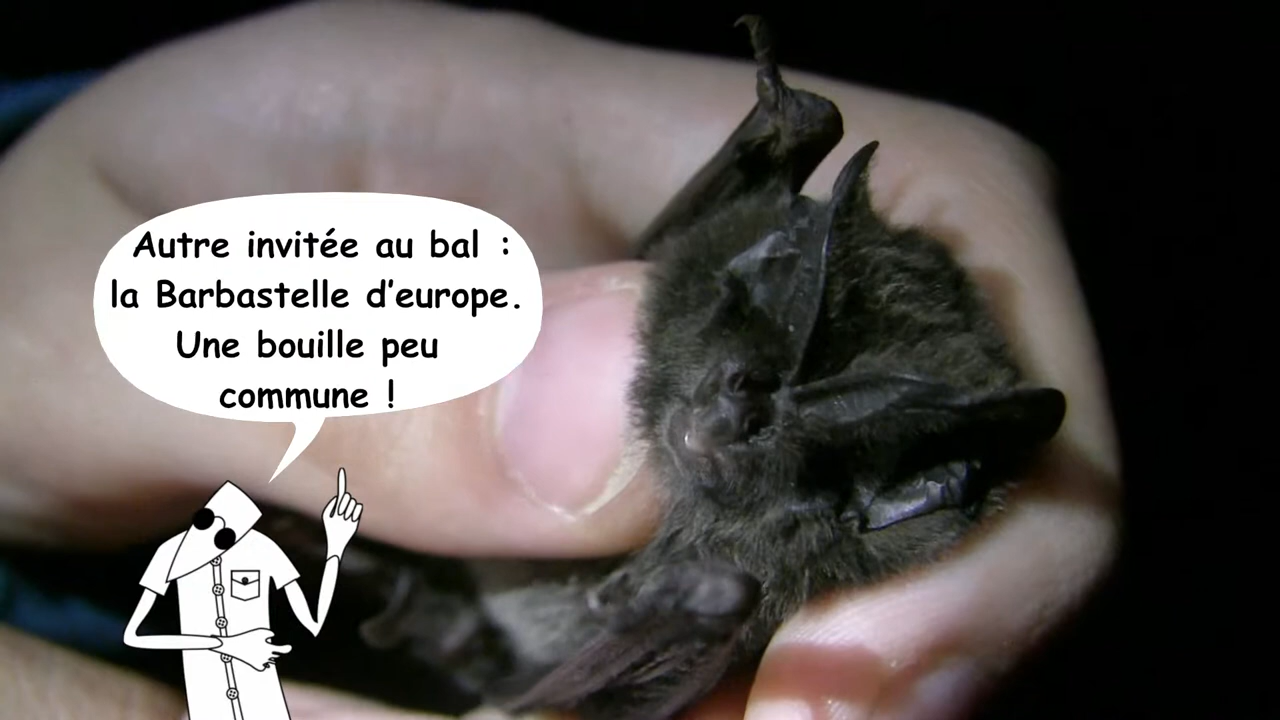 Autre invitée au bal :
la Barbastelle d'europe.
Une bouille peu
commune !